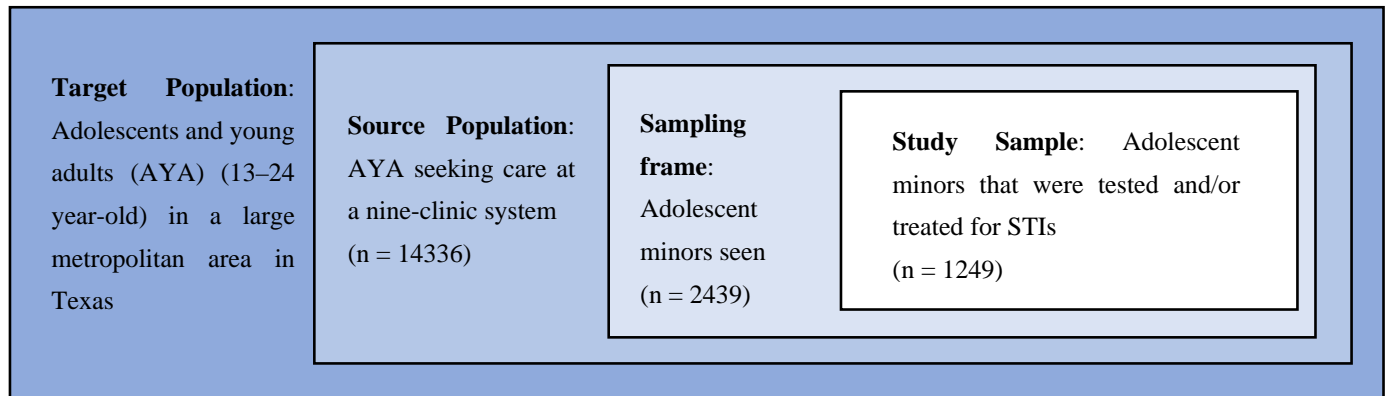 Target Population:
Adolescents and young
adults (AYA) (13–24
year-old) in a large
metropolitan area in
Texas
Source Population:
AYA seeking care at
a nine-clinic system
(n = 14336)
Sampling
frame:
Adolescent
minors seen
(n = 2439)
Study Sample: Adolescent
minors that were tested and/or
treated for STIs
(n = 1249)